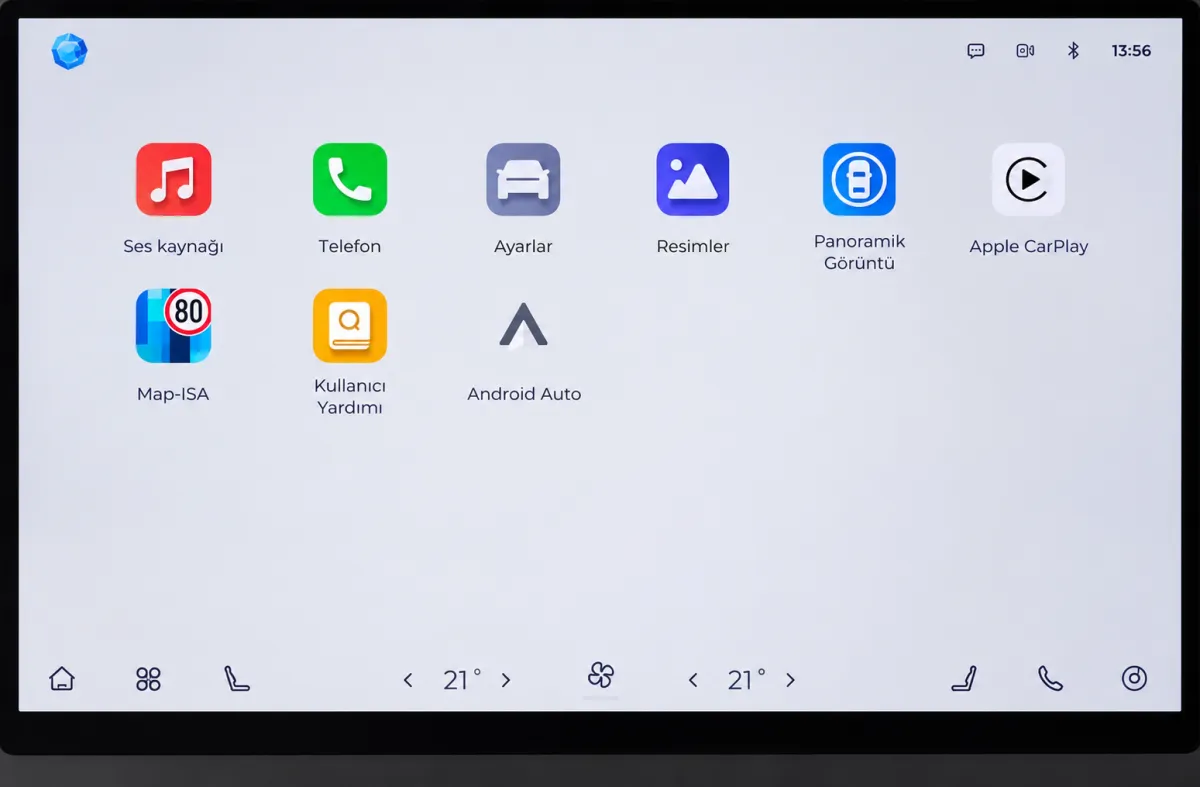 13:56
Ses kaynağı
Telefon
Ayarlar
Resimler
Panoramik
Görüntü
Apple CarPlay
80
Map-ISA
Kullanıcı
Yardımı
Android Auto
21°
21°